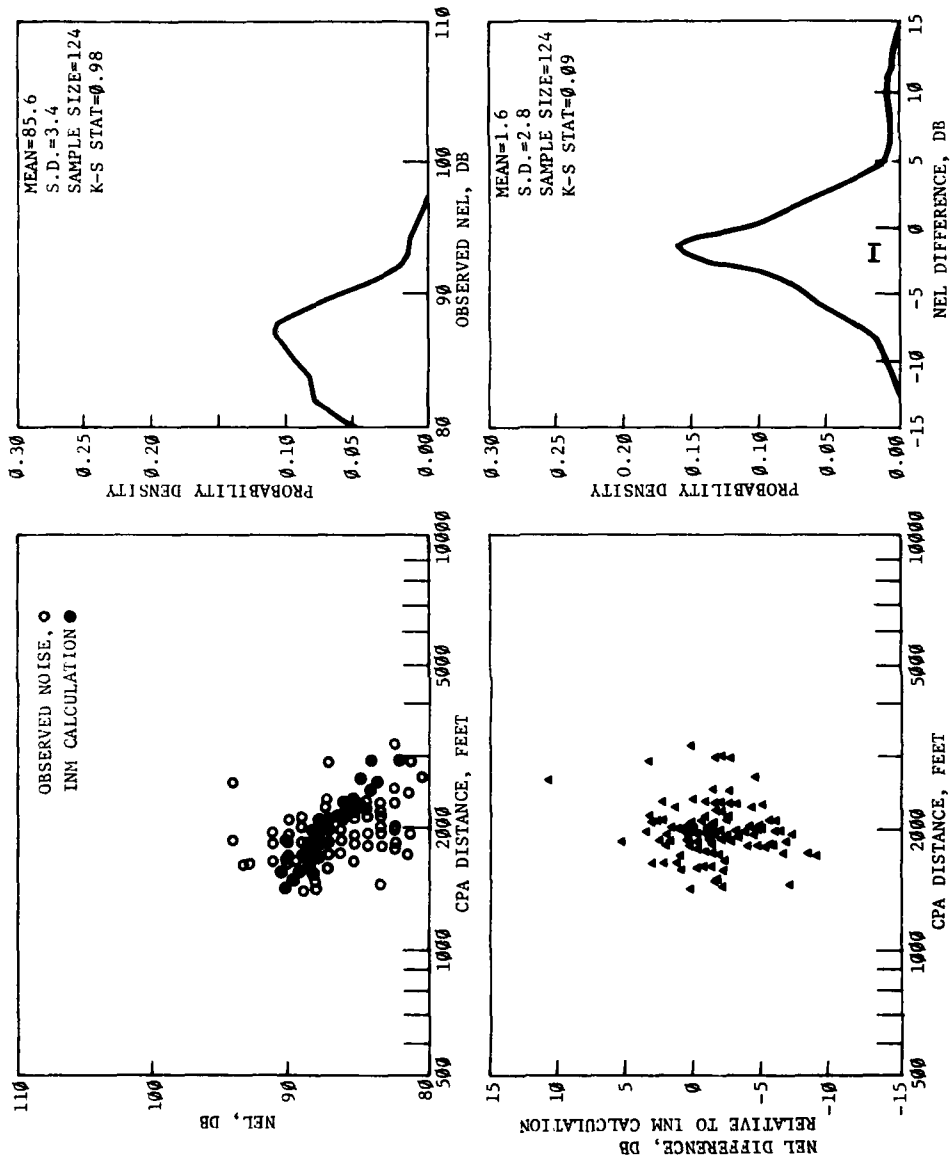 110
100
90
80
NEL, DB
OBSERVED NOISE, ○
INM CALCULATION ●
500
1000
2000
5000
10000
CPA DISTANCE, FEET
0.30
0.25
0.20
0.15
0.10
0.05
0.00
PROBABILITY DENSITY
MEAN=85.6
S.D.=3.4
SAMPLE SIZE=124
K-S STAT=0.98
80
90
100
110
OBSERVED NEL, DB
15
10
5
0
-5
-10
-15
NEL DIFFERENCE, DB
RELATIVE TO INM CALCULATION
500
1000
2000
5000
10000
CPA DISTANCE, FEET
0.30
0.25
0.20
0.15
0.10
0.05
0.00
PROBABILITY DENSITY
MEAN=1.6
S.D.=2.8
SAMPLE SIZE=124
K-S STAT=0.09
-15
-10
-5
0
5
10
15
NEL DIFFERENCE, DB